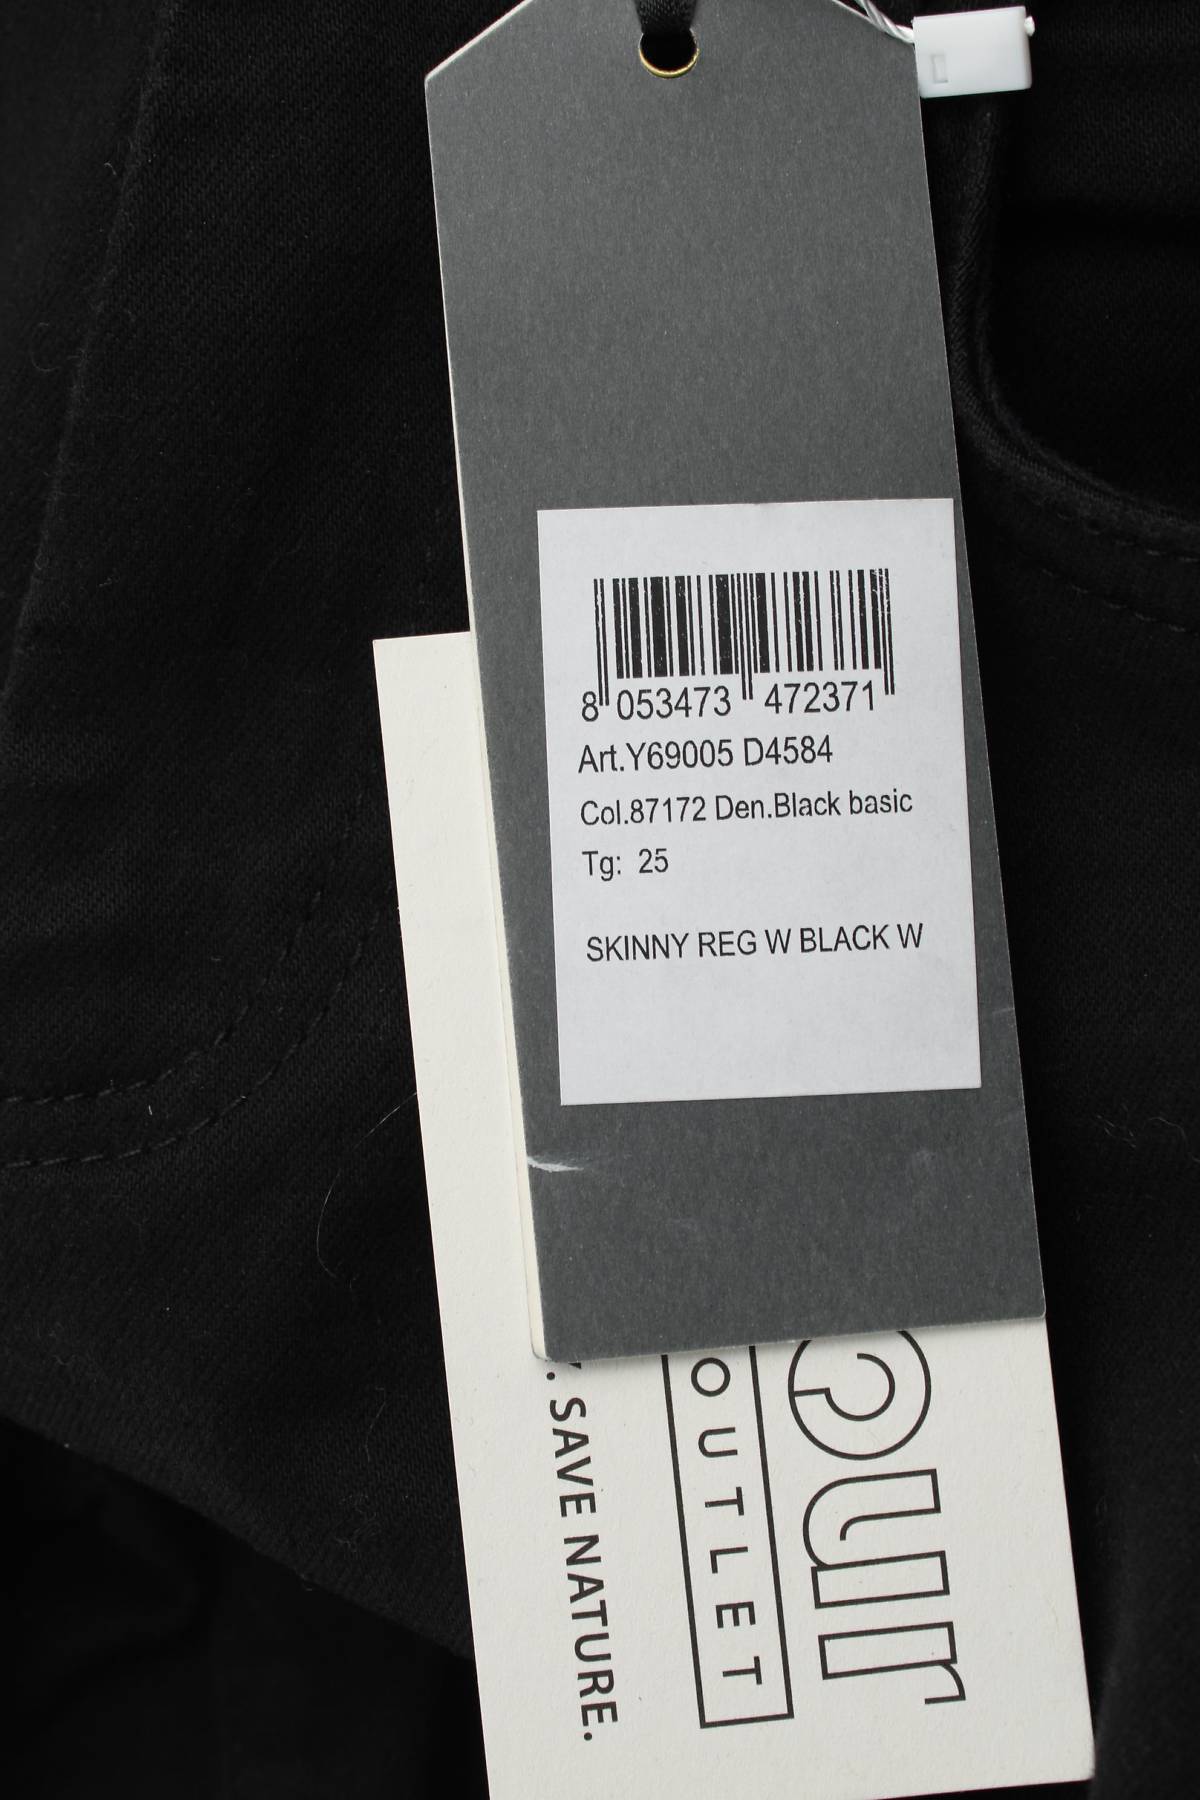 8 053473 472371
Art.Y69005 D4584
Col.87172 Den.Black basic
Tg: 25
SKINNY REG W BLACK W
OUTLET
. SAVE NATURE.